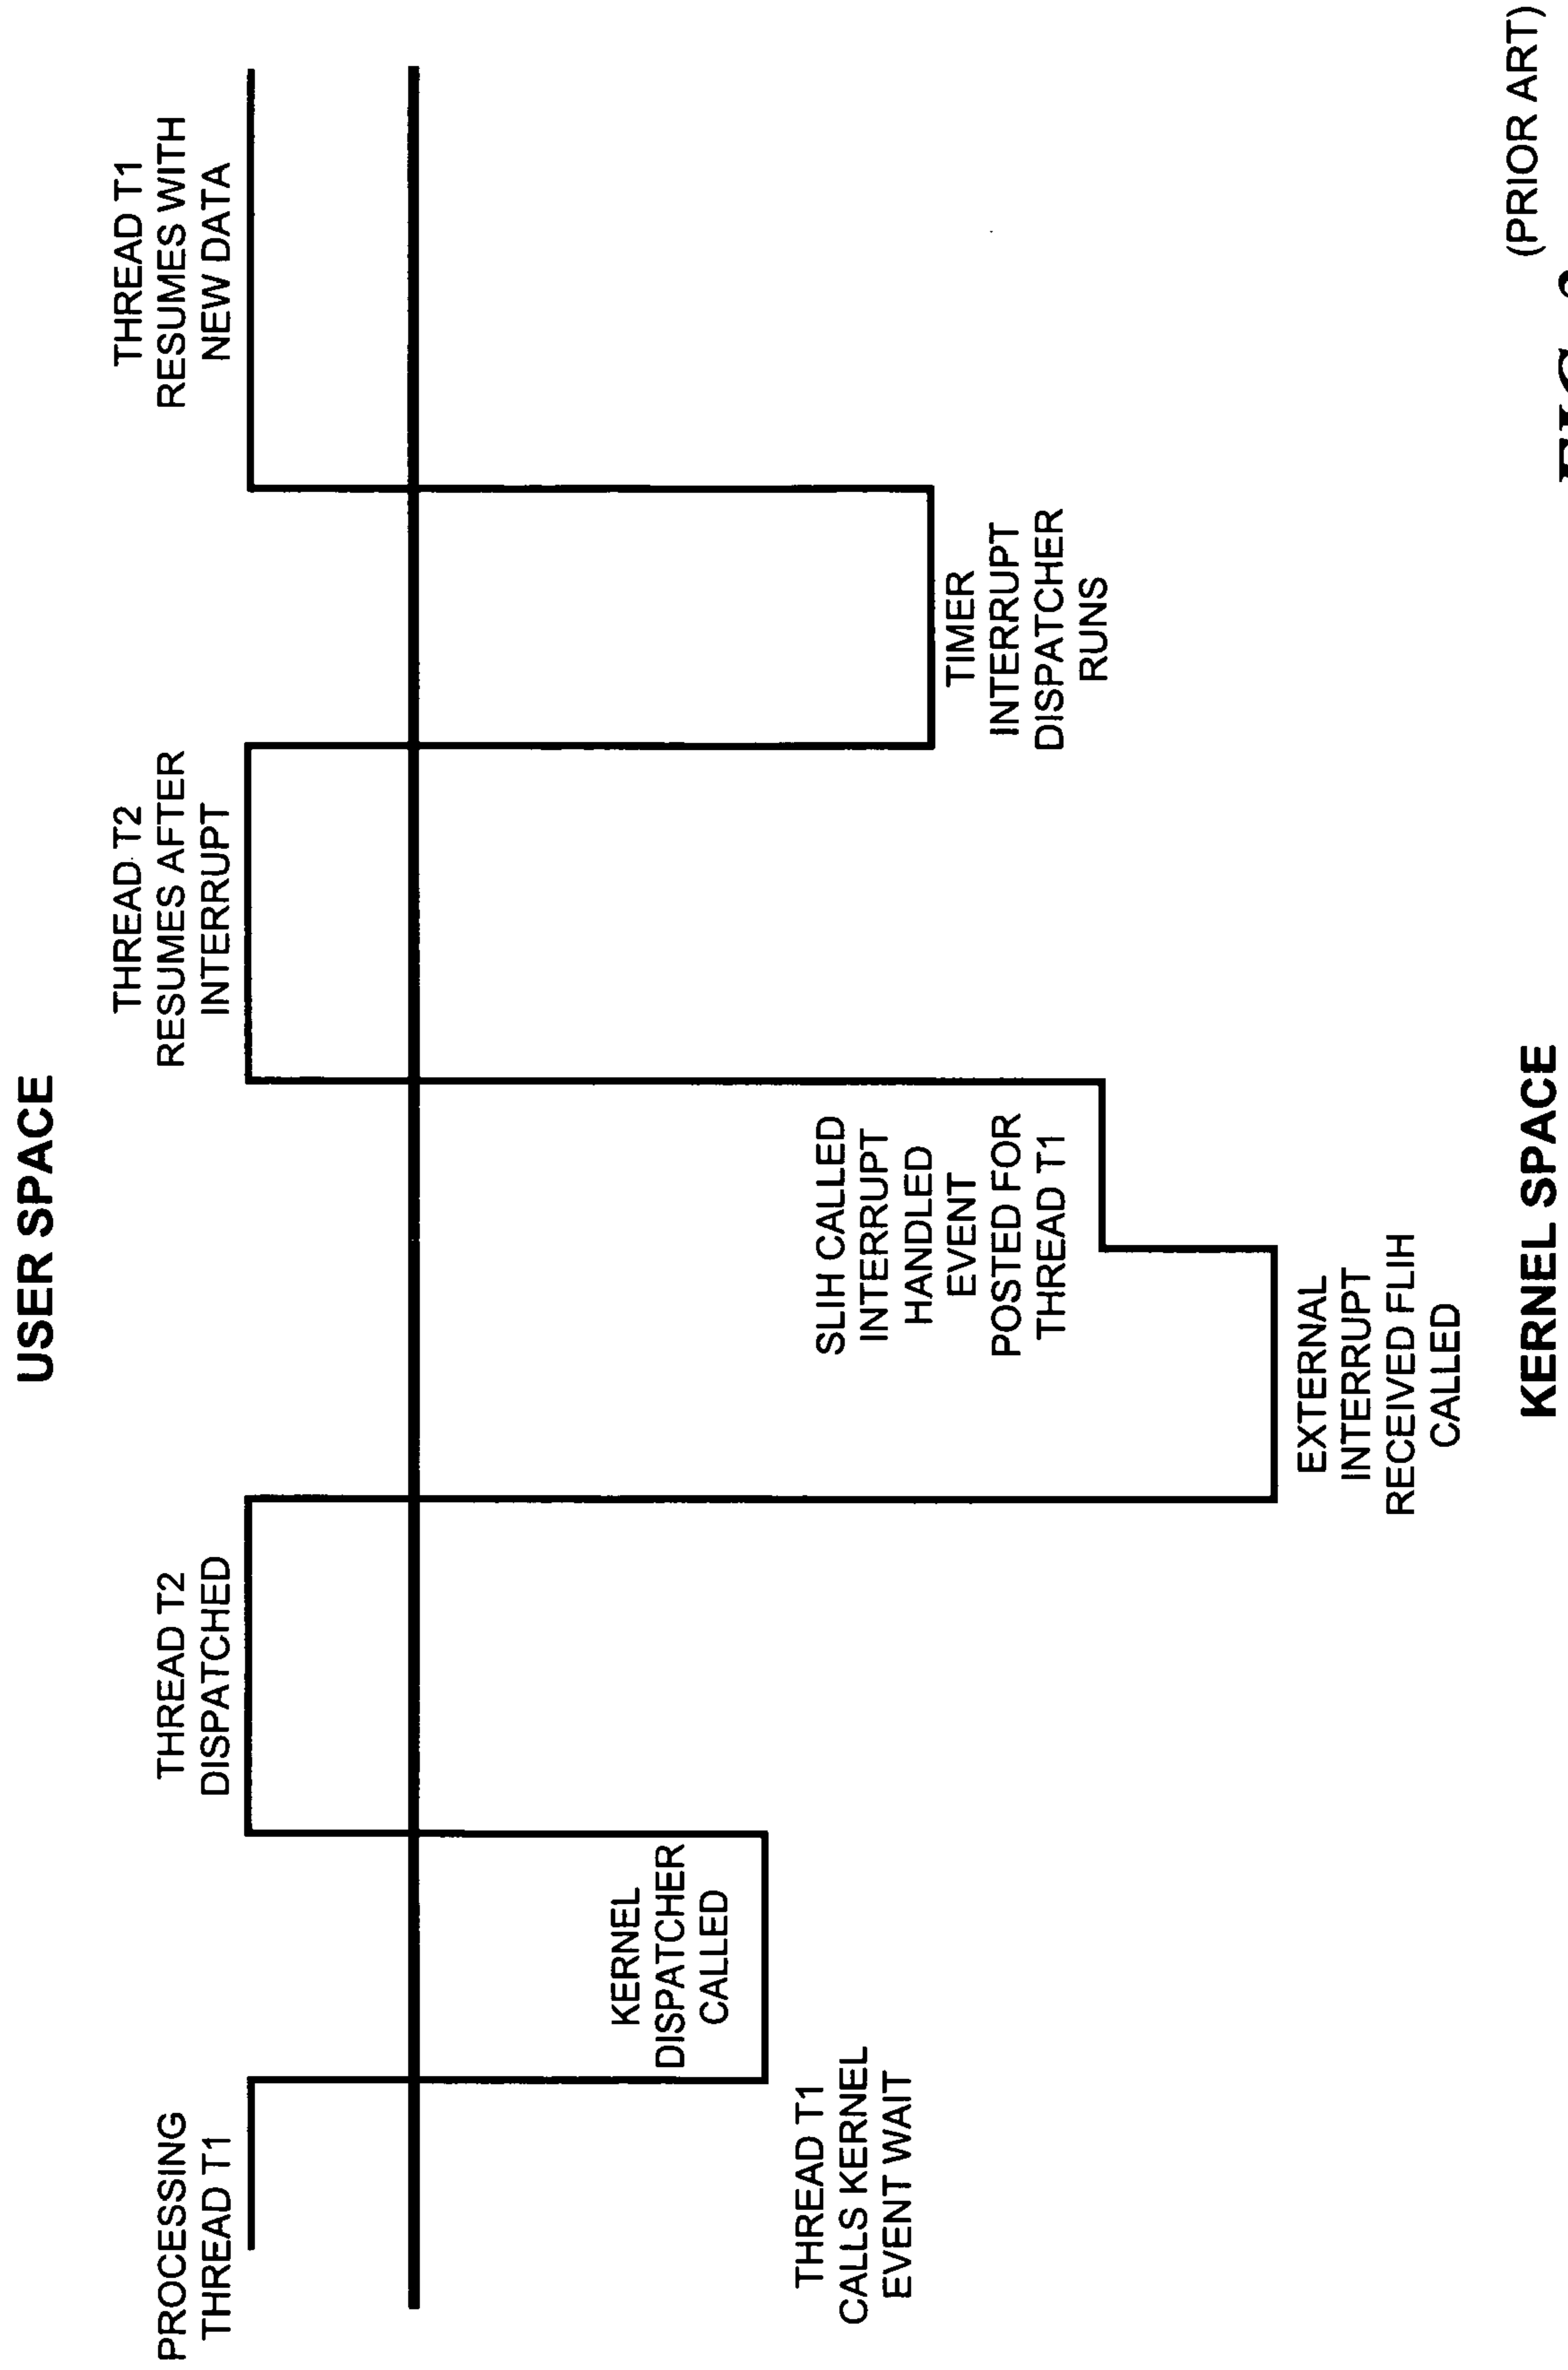 USER SPACE
PROCESSING
THREAD T1
THREAD T2
DISPATCHED
THREAD T2
RESUMES AFTER
INTERRUPT
THREAD T1
RESUMES WITH
NEW DATA
KERNEL
DISPATCHER
CALLED
THREAD T1
CALLS KERNEL
EVENT WAIT
SLIH CALLED
INTERRUPT
HANDLED
EVENT
POSTED FOR
THREAD T1
EXTERNAL
INTERRUPT
RECEIVED FLIH
CALLED
TIMER
INTERRUPT
DISPATCHER
RUNS
KERNEL SPACE
(PRIOR ART)